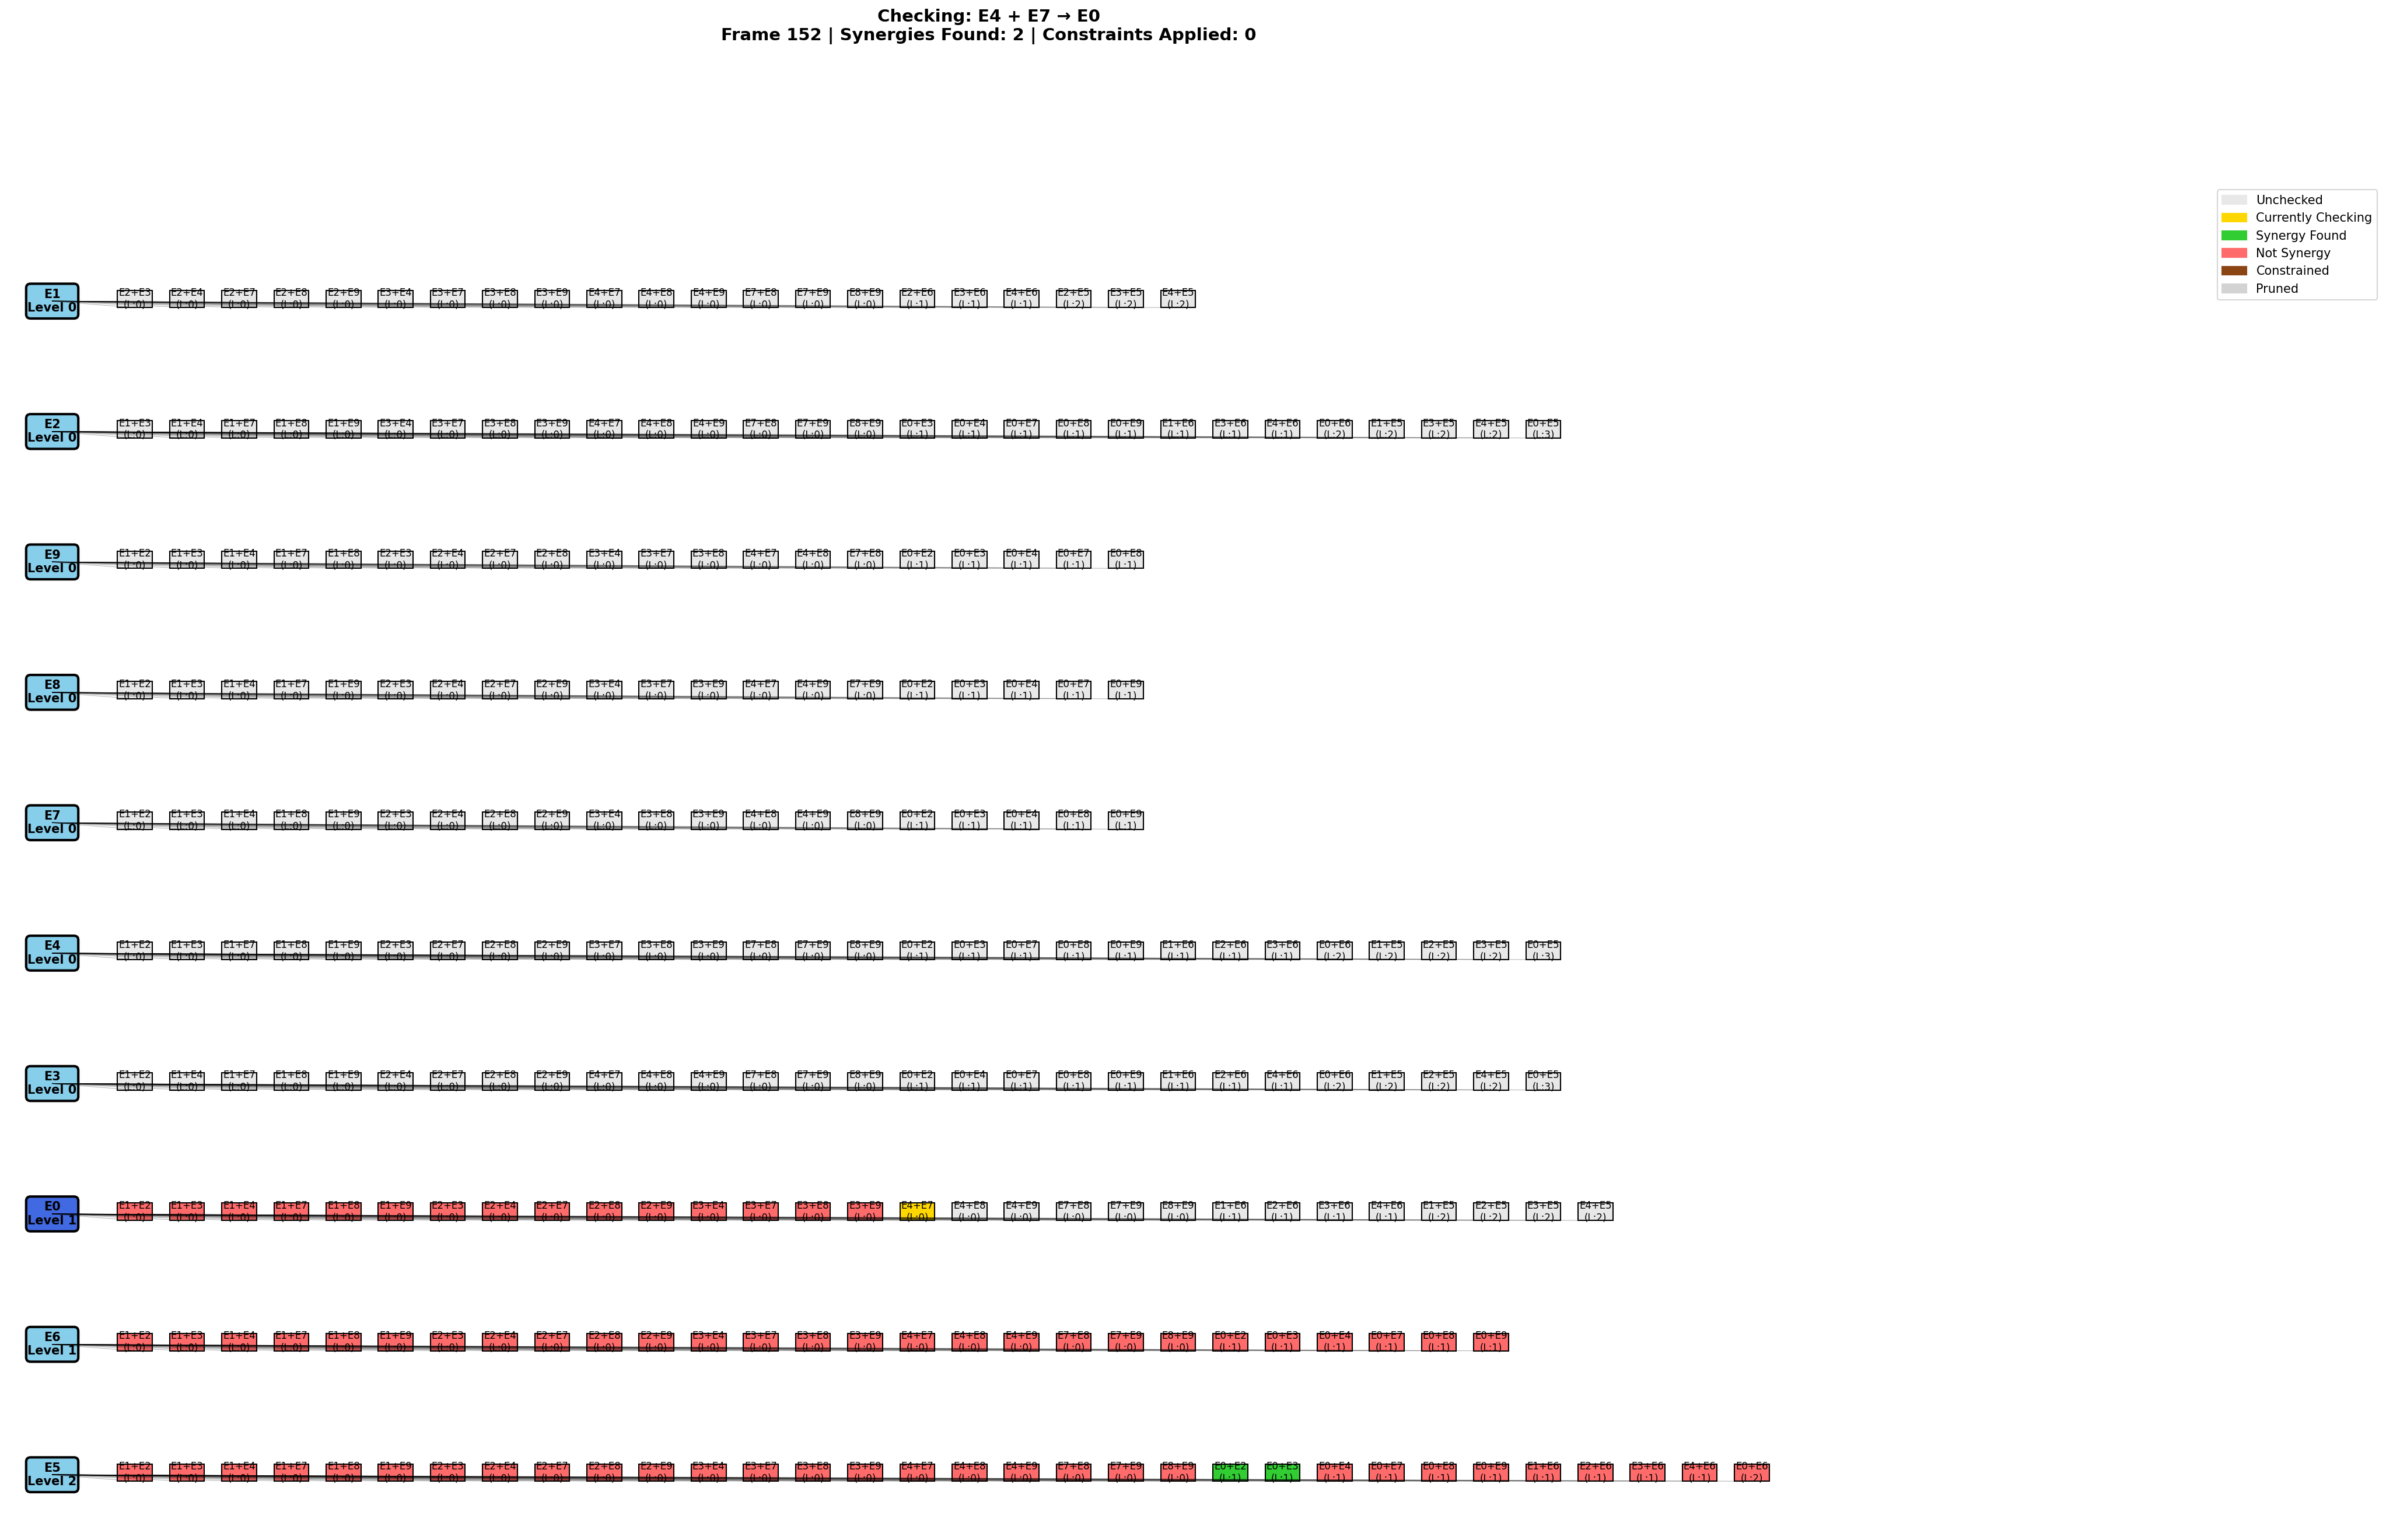 Checking: E4 + E7 → E0
Frame 152 | Synergies Found: 2 | Constraints Applied: 0
Unchecked
Currently Checking
Synergy Found
Not Synergy
Constrained
Pruned
E1 E2+E3 E2+E4 E2+E7 E2+E8 E2+E9 E3+E4 E3+E7 E3+E8 E3+E9 E4+E7 E4+E8 E4+E9 E7+E8 E7+E9 E8+E9 E2+E6 E3+E6 E4+E6 E2+E5 E3+E5 E4+E5
Level 0 (L:0) (L:0) (L:0) (L:0) (L:0) (L:0) (L:0) (L:0) (L:0) (L:0) (L:0) (L:0) (L:0) (L:0) (L:0) (L:1) (L:1) (L:1) (L:2) (L:2) (L:2)
E2 E1+E3 E1+E4 E1+E7 E1+E8 E1+E9 E3+E4 E3+E7 E3+E8 E3+E9 E4+E7 E4+E8 E4+E9 E7+E8 E7+E9 E8+E9 E0+E3 E0+E4 E0+E7 E0+E8 E0+E9 E1+E6 E3+E6 E4+E6 E0+E6 E1+E5 E3+E5 E4+E5 E0+E5
Level 0 (L:0) (L:0) (L:0) (L:0) (L:0) (L:0) (L:0) (L:0) (L:0) (L:0) (L:0) (L:0) (L:0) (L:0) (L:0) (L:1) (L:1) (L:1) (L:1) (L:1) (L:1) (L:1) (L:1) (L:2) (L:2) (L:2) (L:2) (L:3)
E9 E1+E2 E1+E3 E1+E4 E1+E7 E1+E8 E2+E3 E2+E4 E2+E7 E2+E8 E3+E4 E3+E7 E3+E8 E4+E7 E4+E8 E7+E8 E0+E2 E0+E3 E0+E4 E0+E7 E0+E8
Level 0 (L:0) (L:0) (L:0) (L:0) (L:0) (L:0) (L:0) (L:0) (L:0) (L:0) (L:0) (L:0) (L:0) (L:0) (L:0) (L:1) (L:1) (L:1) (L:1) (L:1)
E8 E1+E2 E1+E3 E1+E4 E1+E7 E1+E9 E2+E3 E2+E4 E2+E7 E2+E9 E3+E4 E3+E7 E3+E9 E4+E7 E4+E9 E7+E9 E0+E2 E0+E3 E0+E4 E0+E7 E0+E9
Level 0 (L:0) (L:0) (L:0) (L:0) (L:0) (L:0) (L:0) (L:0) (L:0) (L:0) (L:0) (L:0) (L:0) (L:0) (L:0) (L:1) (L:1) (L:1) (L:1) (L:1)
E7 E1+E2 E1+E3 E1+E4 E1+E8 E1+E9 E2+E3 E2+E4 E2+E8 E2+E9 E3+E4 E3+E8 E3+E9 E4+E8 E4+E9 E8+E9 E0+E2 E0+E3 E0+E4 E0+E8 E0+E9
Level 0 (L:0) (L:0) (L:0) (L:0) (L:0) (L:0) (L:0) (L:0) (L:0) (L:0) (L:0) (L:0) (L:0) (L:0) (L:0) (L:1) (L:1) (L:1) (L:1) (L:1)
E4 E1+E2 E1+E3 E1+E7 E1+E8 E1+E9 E2+E3 E2+E7 E2+E8 E2+E9 E3+E7 E3+E8 E3+E9 E7+E8 E7+E9 E8+E9 E0+E2 E0+E3 E0+E7 E0+E8 E0+E9 E1+E6 E2+E6 E3+E6 E0+E6 E1+E5 E2+E5 E3+E5 E0+E5
Level 0 (L:0) (L:0) (L:0) (L:0) (L:0) (L:0) (L:0) (L:0) (L:0) (L:0) (L:0) (L:0) (L:0) (L:0) (L:0) (L:1) (L:1) (L:1) (L:1) (L:1) (L:1) (L:1) (L:1) (L:2) (L:2) (L:2) (L:2) (L:3)
E3 E1+E2 E1+E4 E1+E7 E1+E8 E1+E9 E2+E4 E2+E7 E2+E8 E2+E9 E4+E7 E4+E8 E4+E9 E7+E8 E7+E9 E8+E9 E0+E2 E0+E4 E0+E7 E0+E8 E0+E9 E1+E6 E2+E6 E4+E6 E0+E6 E1+E5 E2+E5 E4+E5 E0+E5
Level 0 (L:0) (L:0) (L:0) (L:0) (L:0) (L:0) (L:0) (L:0) (L:0) (L:0) (L:0) (L:0) (L:0) (L:0) (L:0) (L:1) (L:1) (L:1) (L:1) (L:1) (L:1) (L:1) (L:1) (L:2) (L:2) (L:2) (L:2) (L:3)
E0 E1+E2 E1+E3 E1+E4 E1+E7 E1+E8 E1+E9 E2+E3 E2+E4 E2+E7 E2+E8 E2+E9 E3+E4 E3+E7 E3+E8 E3+E9 E4+E7 E4+E8 E4+E9 E7+E8 E7+E9 E8+E9 E1+E6 E2+E6 E3+E6 E4+E6 E1+E5 E2+E5 E3+E5 E4+E5
Level 1 (L:0) (L:0) (L:0) (L:0) (L:0) (L:0) (L:0) (L:0) (L:0) (L:0) (L:0) (L:0) (L:0) (L:0) (L:0) (L:0) (L:0) (L:0) (L:0) (L:0) (L:0) (L:1) (L:1) (L:1) (L:1) (L:2) (L:2) (L:2) (L:2)
E6 E1+E2 E1+E3 E1+E4 E1+E7 E1+E8 E1+E9 E2+E3 E2+E4 E2+E7 E2+E8 E2+E9 E3+E4 E3+E7 E3+E8 E3+E9 E4+E7 E4+E8 E4+E9 E7+E8 E7+E9 E8+E9 E0+E2 E0+E3 E0+E4 E0+E7 E0+E8 E0+E9
Level 1 (L:0) (L:0) (L:0) (L:0) (L:0) (L:0) (L:0) (L:0) (L:0) (L:0) (L:0) (L:0) (L:0) (L:0) (L:0) (L:0) (L:0) (L:0) (L:0) (L:0) (L:0) (L:1) (L:1) (L:1) (L:1) (L:1) (L:1)
E5 E1+E2 E1+E3 E1+E4 E1+E7 E1+E8 E1+E9 E2+E3 E2+E4 E2+E7 E2+E8 E2+E9 E3+E4 E3+E7 E3+E8 E3+E9 E4+E7 E4+E8 E4+E9 E7+E8 E7+E9 E8+E9 E0+E2 E0+E3 E0+E4 E0+E7 E0+E8 E0+E9 E1+E6 E2+E6 E3+E6 E4+E6 E0+E6
Level 2 (L:0) (L:0) (L:0) (L:0) (L:0) (L:0) (L:0) (L:0) (L:0) (L:0) (L:0) (L:0) (L:0) (L:0) (L:0) (L:0) (L:0) (L:0) (L:0) (L:0) (L:0) (L:1) (L:1) (L:1) (L:1) (L:1) (L:1) (L:1) (L:1) (L:1) (L:1) (L:2)